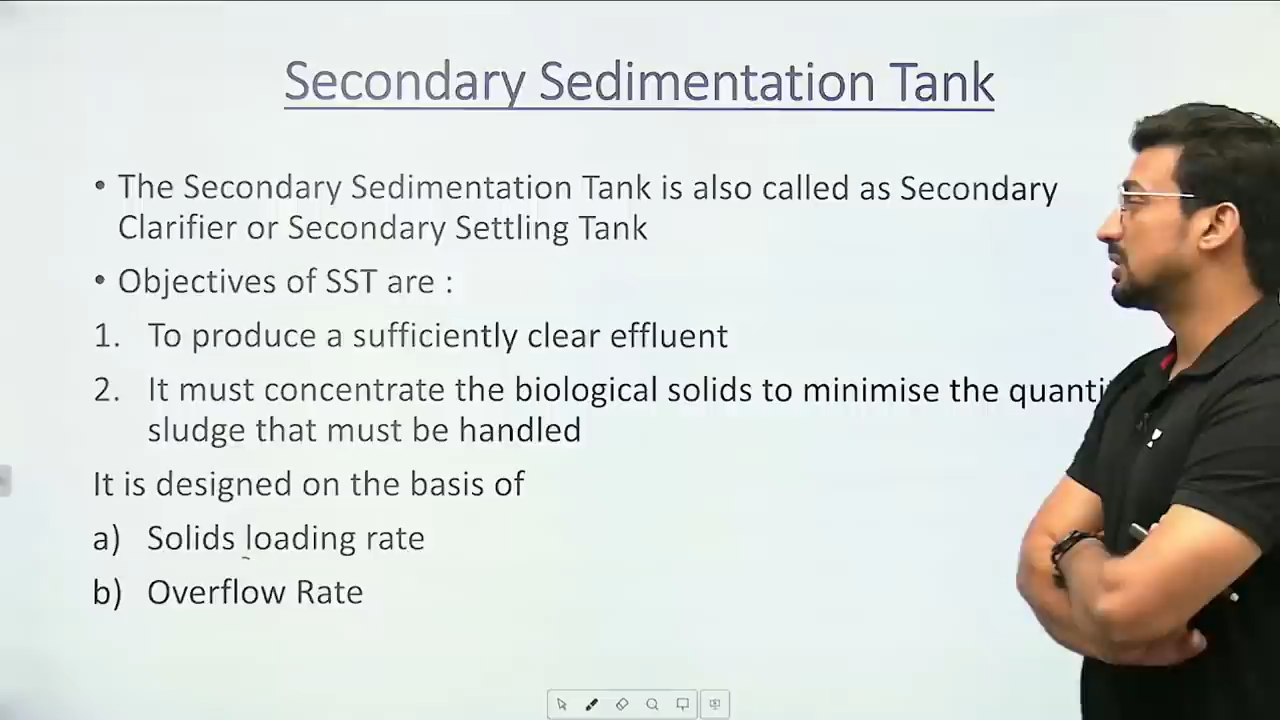 Secondary Sedimentation Tank
• The Secondary Sedimentation Tank is also called as Secondary
Clarifier or Secondary Settling Tank
• Objectives of SST are :
1. To produce a sufficiently clear effluent
2. It must concentrate the biological solids to minimise the
sludge that must be handled
It is designed on the basis of
a) Solids loading rate
b) Overflow Rate